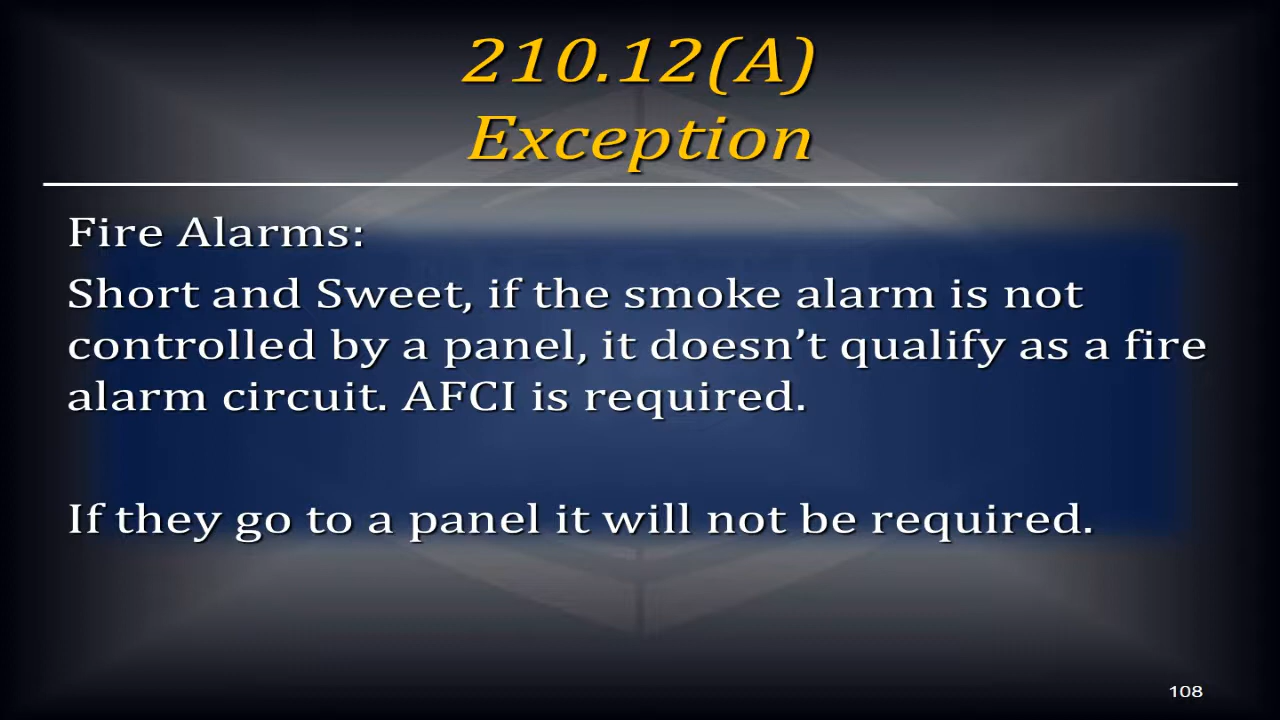 210.12(A)
Exception
Fire Alarms:
Short and Sweet, if the smoke alarm is not
controlled by a panel, it doesn’t qualify as a fire
alarm circuit. AFCI is required.
If they go to a panel it will not be required.
108